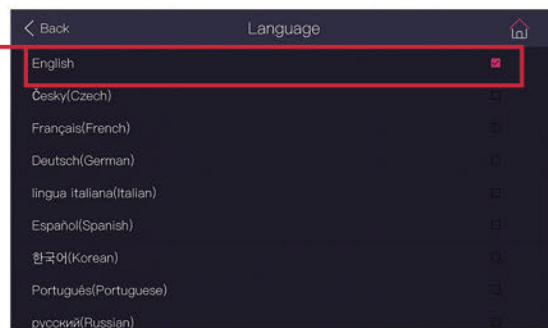 Back
Language
English
Česky(Czech)
Français(French)
Deutsch(German)
lingua italiana(Italian)
Español(Spanish)
한국어(Korean)
Português(Portuguese)
русский(Russian)